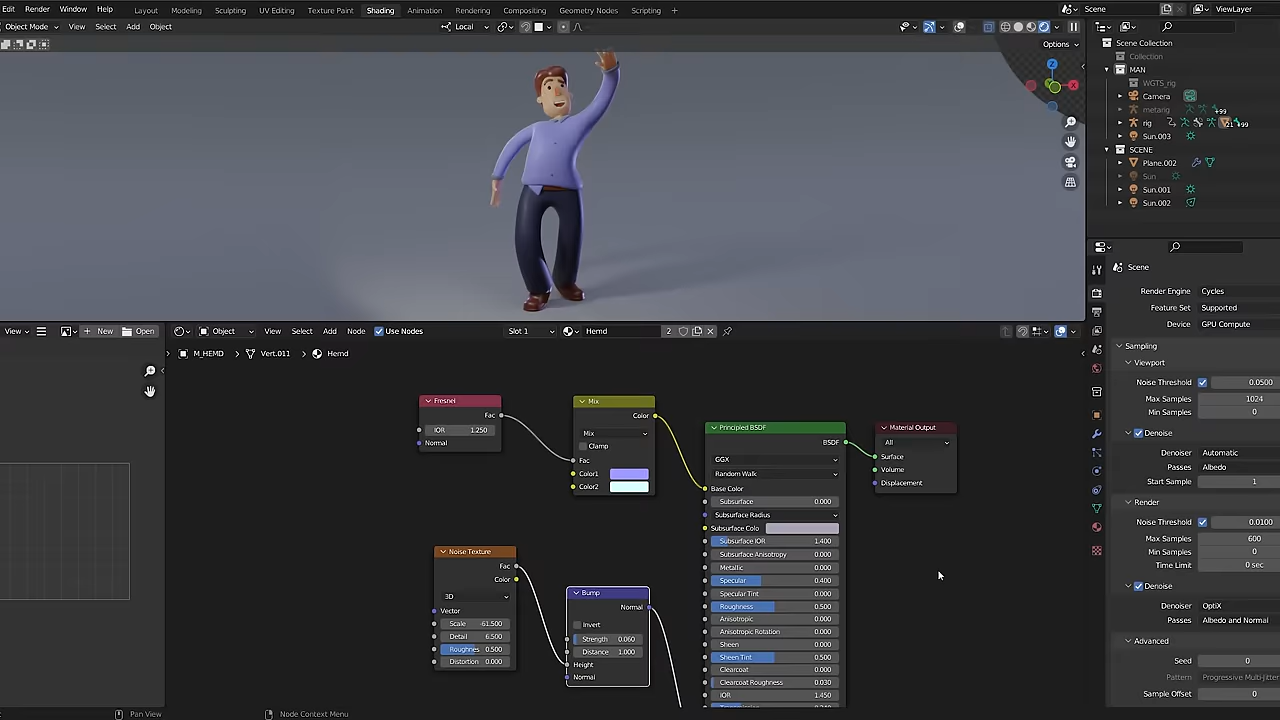 Edit Render Window Help Layout Modeling Sculpting UV Editing Texture Paint Shading Animation Rendering Compositing Geometry Nodes Scripting + Scene ViewLayer
Object Mode View Select Add Object Local
Options
Z
X
Scene Collection
Collection
MAN
WGTS_rig
Camera
metarig +99
rig 21 +99
Sun.003
SCENE
Plane.002
Sun
Sun.001
Sun.002
View + New Open Object View Select Add Node Use Nodes Slot 1 Hemd 2
M_HEMD > Vert.011 > Hemd
Fresnel
Fac
IOR 1.250
Normal
Mix
Color
Mix
Clamp
Fac
Color1
Color2
Principled BSDF
BSDF
GGX
Random Walk
Base Color
Subsurface 0.000
Subsurface Radius
Subsurface Colo
Subsurface IOR 1.400
Subsurface Anisotropy 0.000
Metallic 0.000
Specular 0.400
Specular Tint 0.000
Roughness 0.500
Anisotropic 0.000
Anisotropic Rotation 0.000
Sheen 0.000
Sheen Tint 0.500
Clearcoat 0.000
Clearcoat Roughness 0.030
IOR 1.450
Material Output
All
Surface
Volume
Displacement
Noise Texture
Fac
Color
3D
Vector
Scale -61.500
Detail 6.500
Roughnes 0.500
Distortion 0.000
Bump
Normal
Invert
Strength 0.060
Distance 1.000
Height
Normal
Scene
Render Engine Cycles
Feature Set Supported
Device GPU Compute
Sampling
Viewport
Noise Threshold 0.0500
Max Samples 1024
Min Samples 0
Denoise
Denoiser Automatic
Passes Albedo
Start Sample 1
Render
Noise Threshold 0.0100
Max Samples 600
Min Samples 0
Time Limit 0 sec
Denoise
Denoiser OptiX
Passes Albedo and Normal
Advanced
Seed 0
Pattern Progressive Multi-Jitter
Sample Offset 0
Pan View Node Context Menu